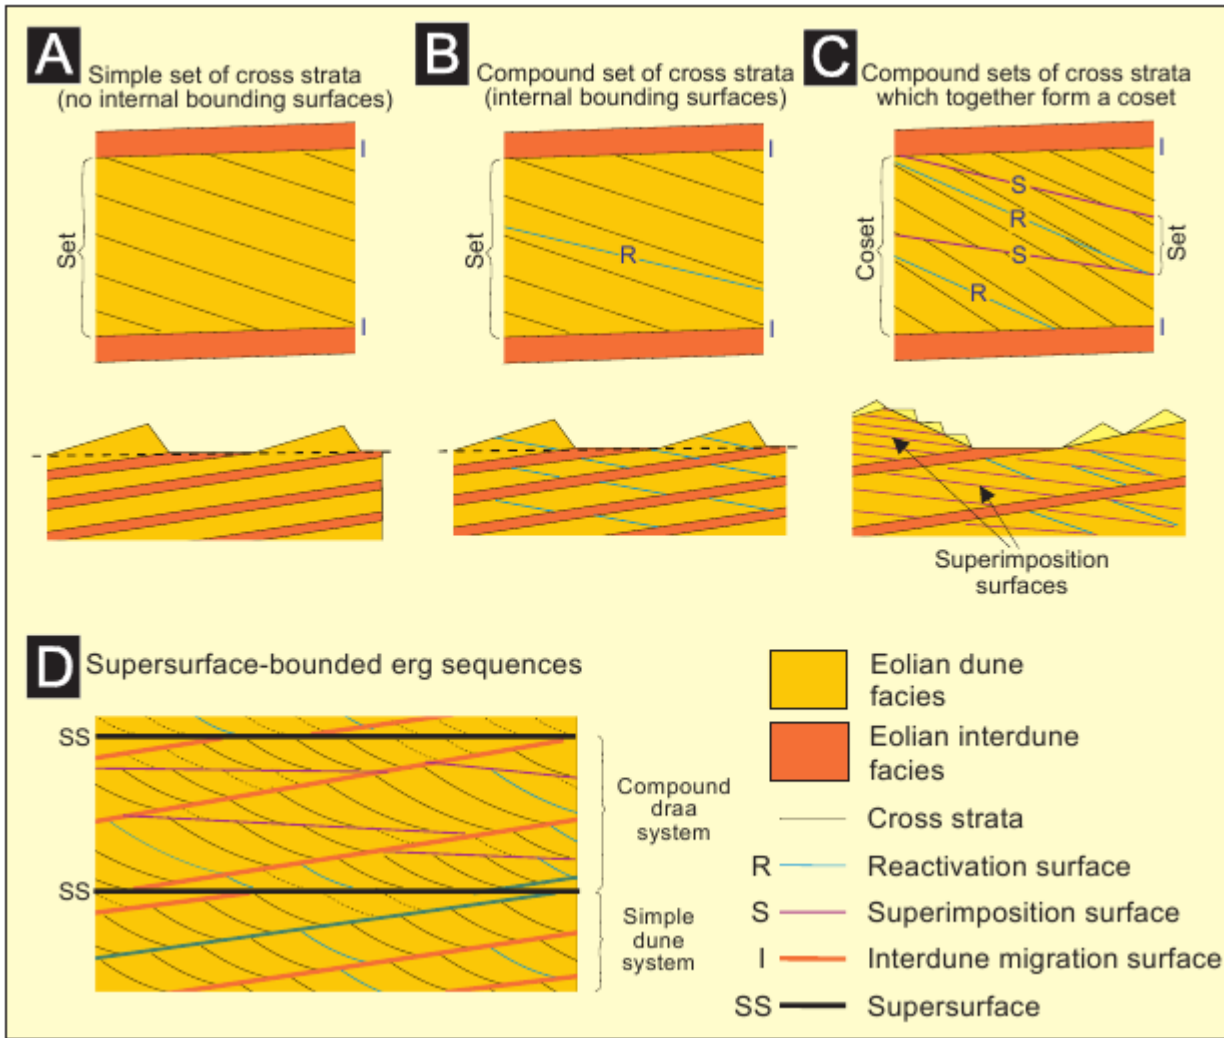 A
Simple set of cross strata
(no internal bounding surfaces)
I
Set
I
B
Compound set of cross strata
(internal bounding surfaces)
I
Set
R
I
C
Compound sets of cross strata
which together form a coset
I
S
R
Coset
S
Set
R
I
Superimposition
surfaces
D
Supersurface-bounded erg sequences
SS
Compound
draa
system
SS
Simple
dune
system
Eolian dune
facies
Eolian interdune
facies
Cross strata
R Reactivation surface
S Superimposition surface
I Interdune migration surface
SS Supersurface